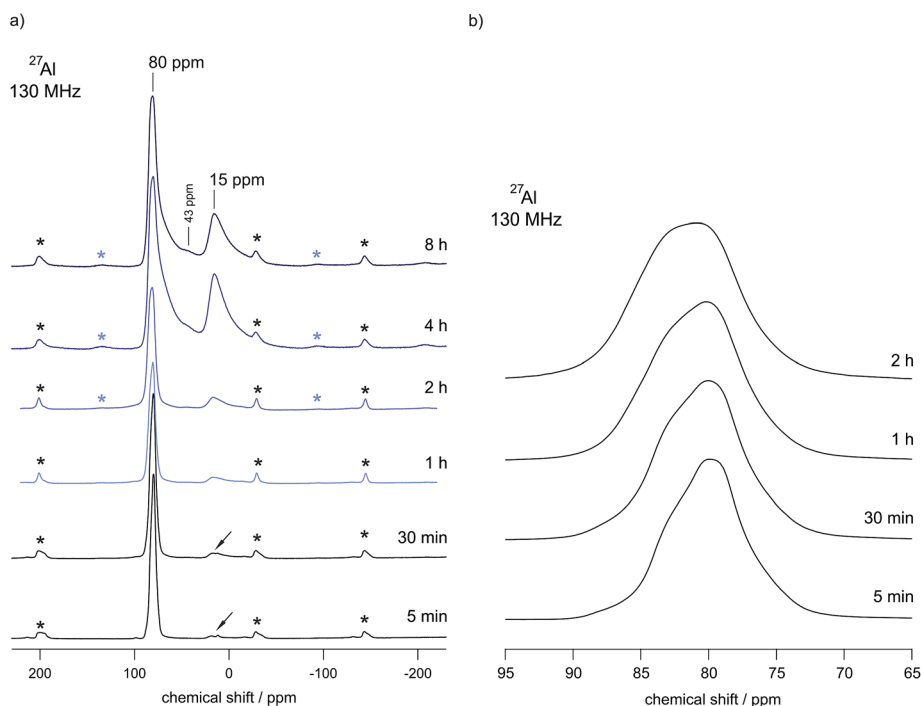 a)
27Al
130 MHz
80 ppm
43 ppm
15 ppm
* * * * * 8 h
* * * * * 4 h
* * * * * 2 h
* * * 1 h
* * * 30 min
* * * 5 min
200 100 0 -100 -200
chemical shift / ppm
b)
27Al
130 MHz
2 h
1 h
30 min
5 min
95 90 85 80 75 70 65
chemical shift / ppm